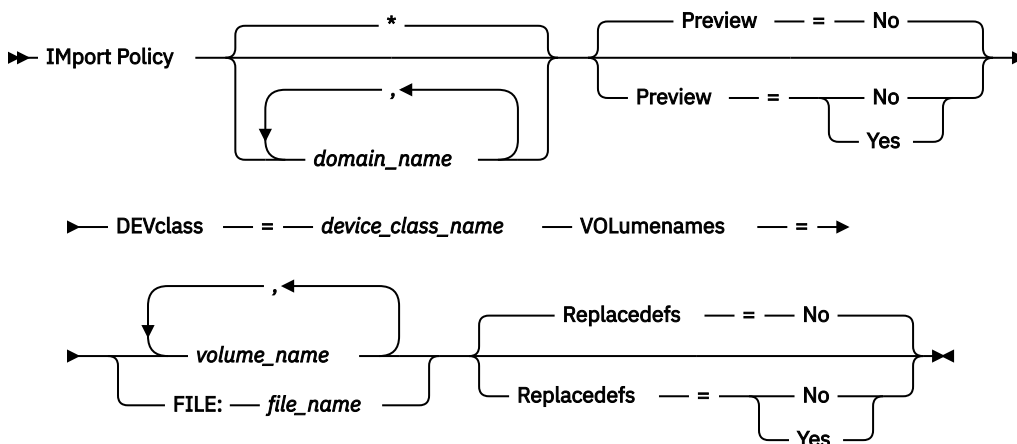 *
Preview = No
IMport Policy
,
Preview = No
domain_name
Yes
DEVclass = device_class_name VOLumenames =
,
Replacedefs = No
volume_name
Replacedefs = No
FILE: file_name
Yes